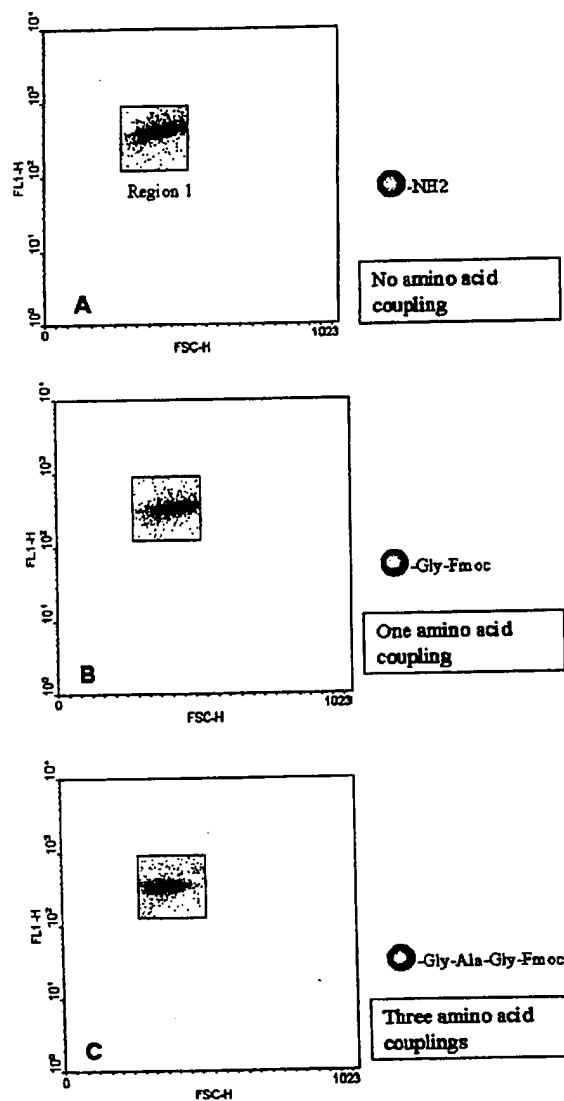 10⁴
10³
10²
10¹
10⁰
FL1-H
Region 1
A
0
1023
FSC-H
-NH2
No amino acid
coupling
10⁴
10³
10²
10¹
10⁰
FL1-H
B
0
1023
FSC-H
-Gly-Fmoc
One amino acid
coupling
10⁴
10³
10²
10¹
10⁰
FL1-H
C
0
1023
FSC-H
-Gly-Ala-Gly-Fmoc
Three amino acid
couplings